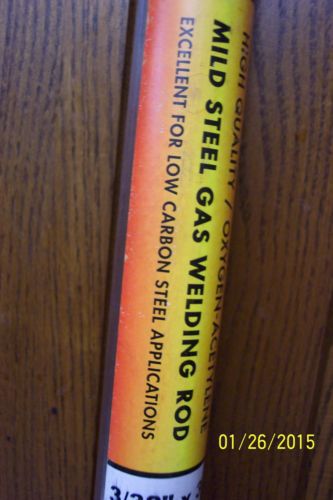 HIGH QUALITY / OXYGEN-ACETYLENE
MILD STEEL GAS WELDING ROD
EXCELLENT FOR LOW CARBON STEEL APPLICATIONS
01/26/2015